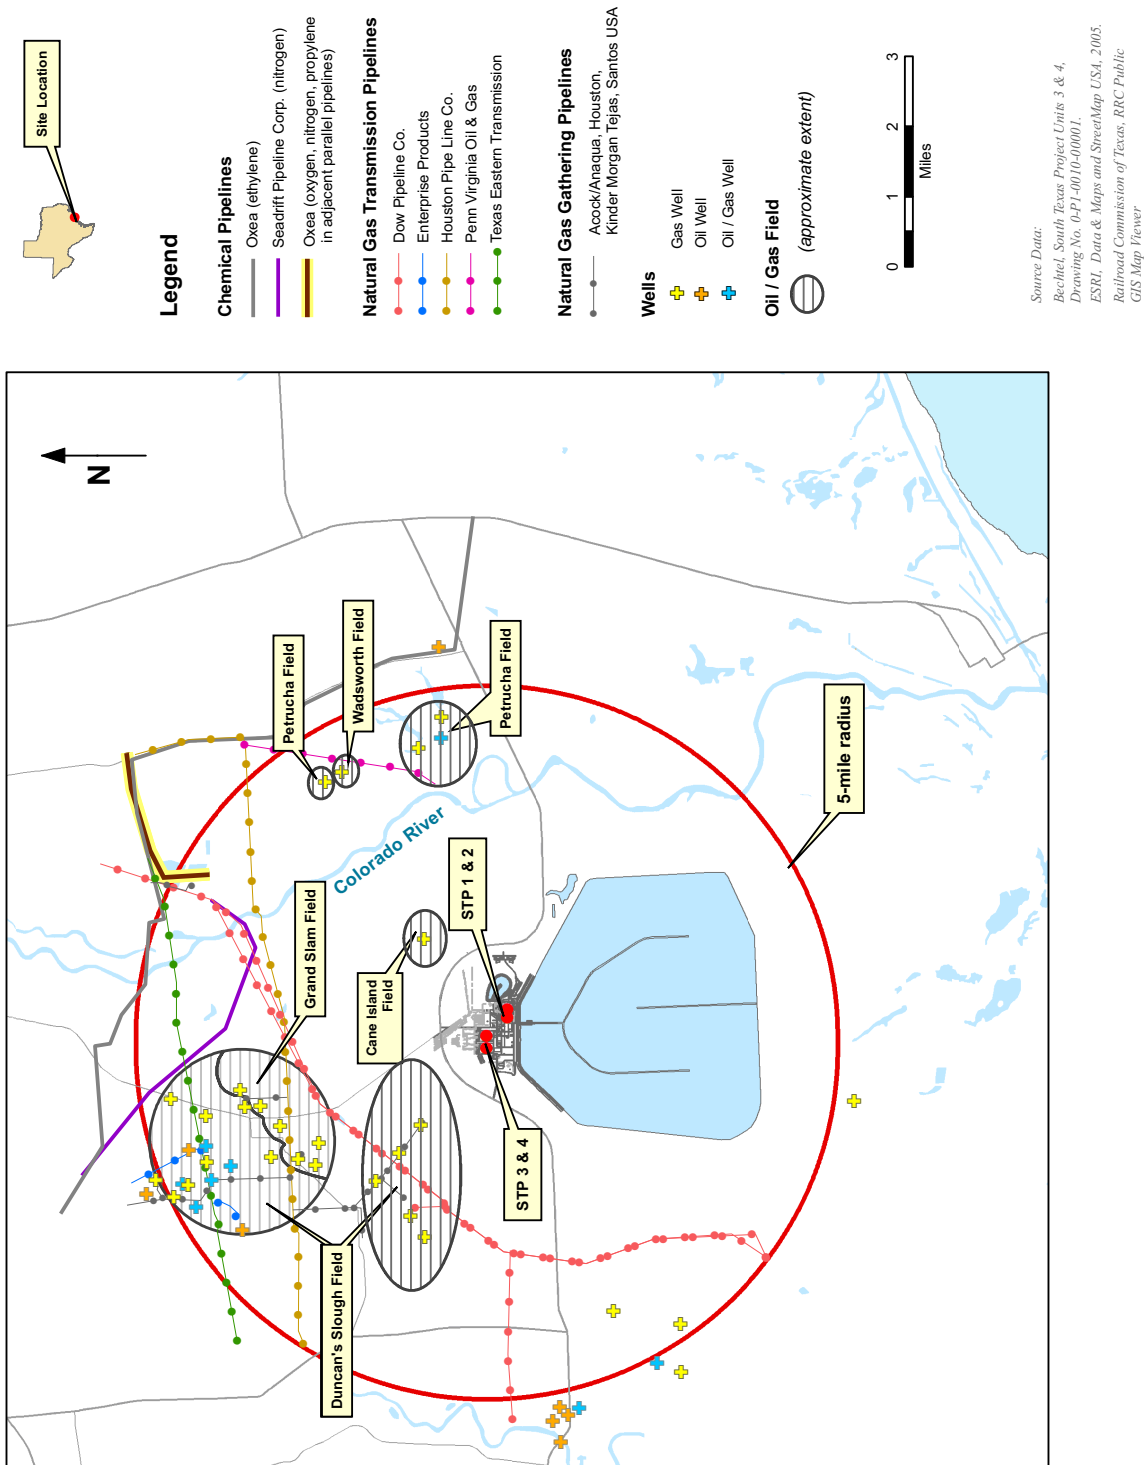 Site Location
Legend
Chemical Pipelines
Oxea (ethylene)
Seadrift Pipeline Corp. (nitrogen)
Oxea (oxygen, nitrogen, propylene
in adjacent parallel pipelines)
Natural Gas Transmission Pipelines
Dow Pipeline Co.
Enterprise Products
Houston Pipe Line Co.
Penn Virginia Oil & Gas
Texas Eastern Transmission
Natural Gas Gathering Pipelines
Acock/Anaqua, Houston,
Kinder Morgan Tejas, Santos USA
Wells
Gas Well
Oil Well
Oil / Gas Well
Oil / Gas Field
(approximate extent)
0 1 2 3
Miles
Source Data:
Bechtel, South Texas Project Units 3 & 4,
Drawing No. 0-P1-0010-00001.
ESRI, Data & Maps and StreetMap USA, 2005.
Railroad Commission of Texas, RRC Public
GIS Map Viewer
N
Petrucha Field
Wadsworth Field
Petrucha Field
5-mile radius
Colorado River
STP 1 & 2
Grand Slam Field
Cane Island
Field
STP 3 & 4
Duncan's Slough Field